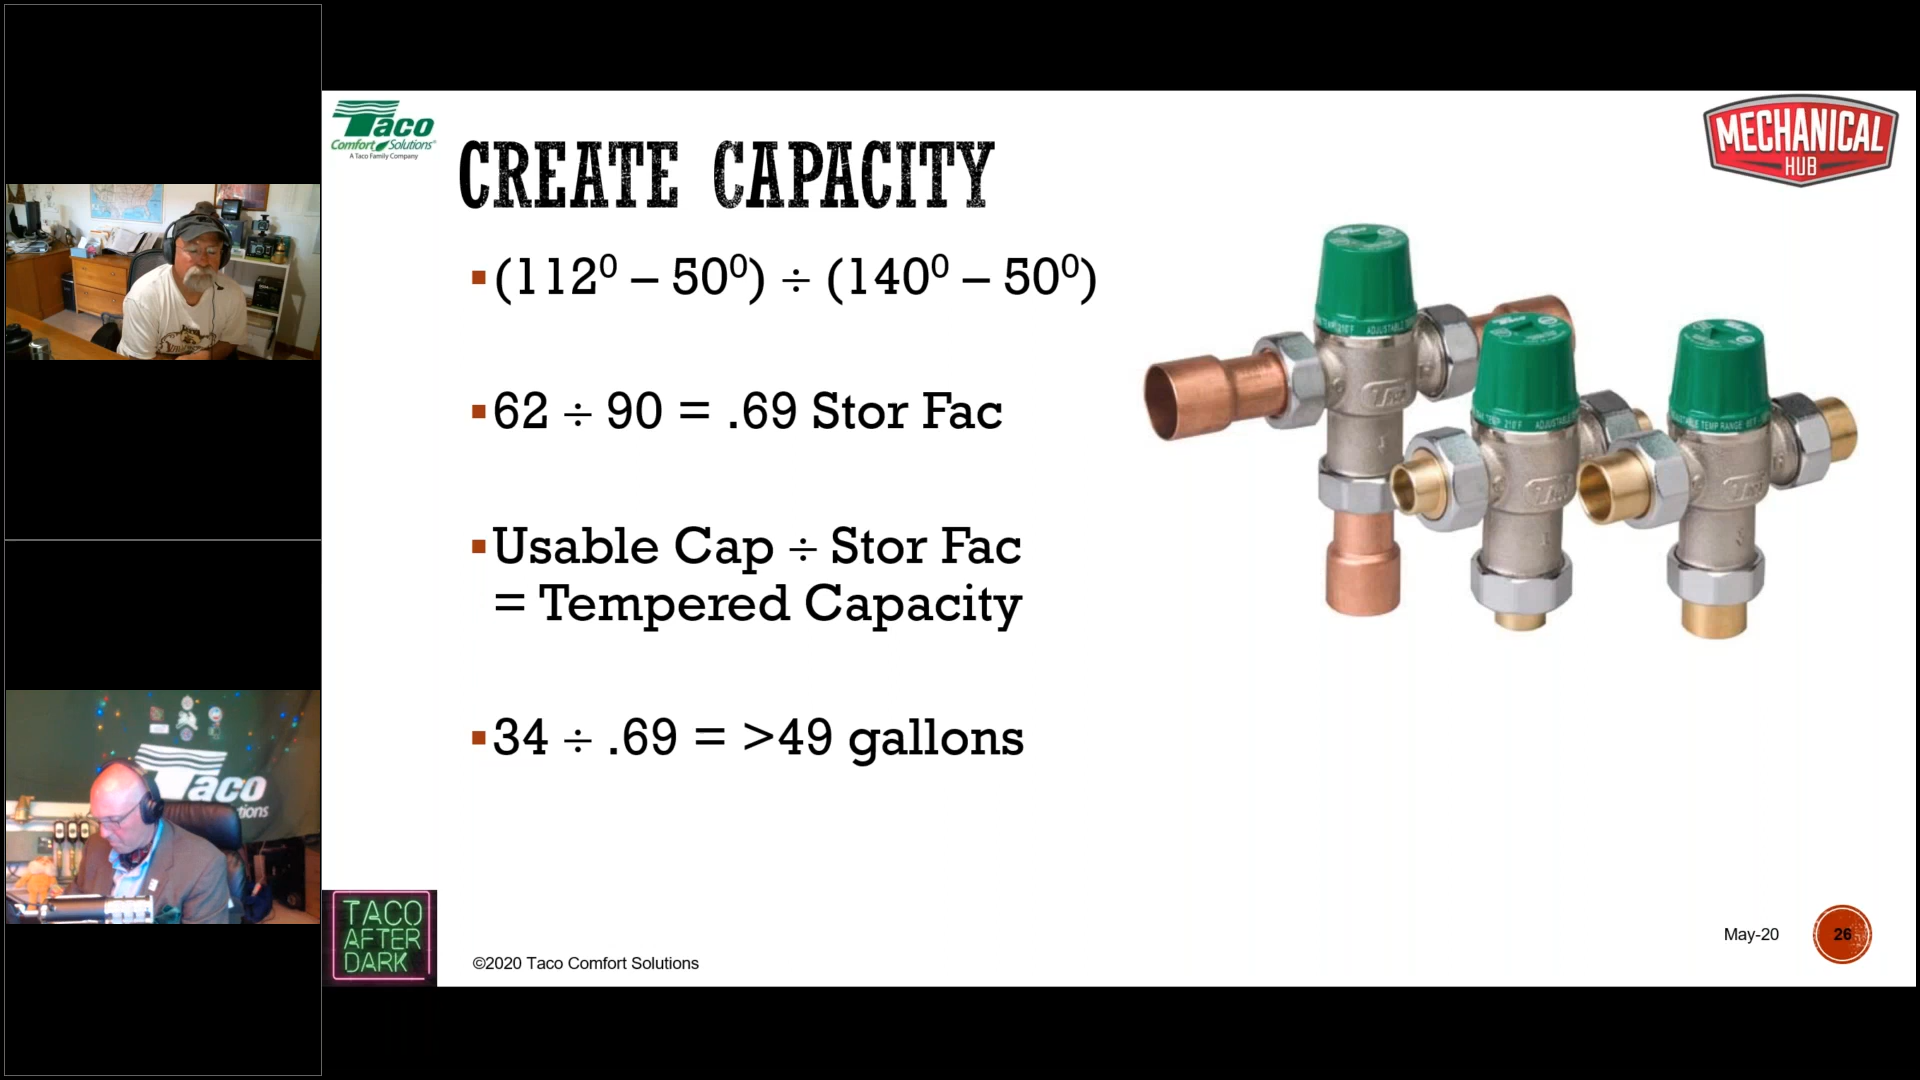 Taco
Comfort Solutions®
A Taco Family Company
CREATE CAPACITY
MECHANICAL
HUB
(112⁰ – 50⁰) ÷ (140⁰ – 50⁰)
62 ÷ 90 = .69 Stor Fac
Usable Cap ÷ Stor Fac
= Tempered Capacity
34 ÷ .69 = >49 gallons
Taco
TACO
AFTER
DARK
©2020 Taco Comfort Solutions
May-20
26